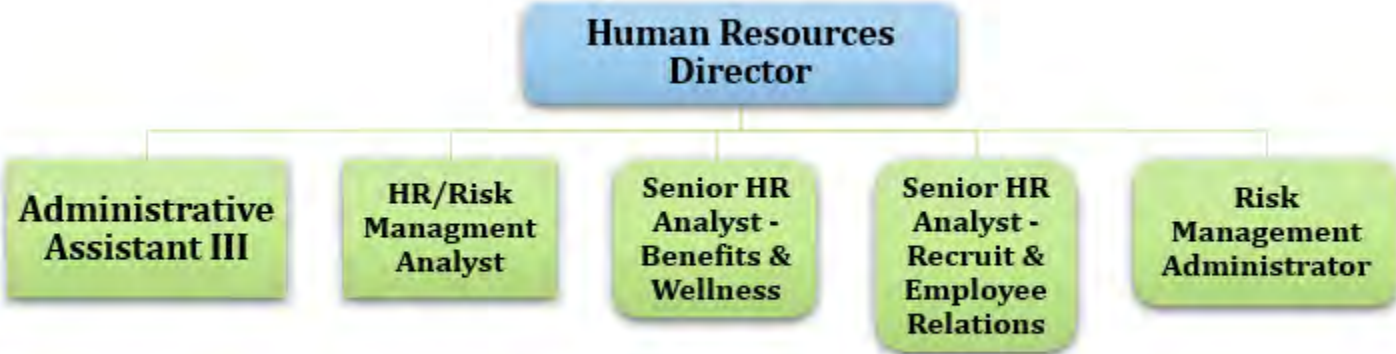 Human Resources
Director
Administrative
Assistant III
HR/Risk
Managment
Analyst
Senior HR
Analyst -
Benefits &
Wellness
Senior HR
Analyst -
Recruit &
Employee
Relations
Risk
Management
Administrator